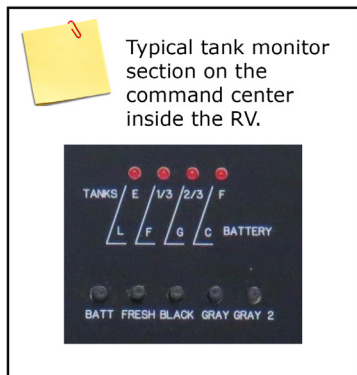 Typical tank monitor
section on the
command center
inside the RV.
TANKS E 1/3 2/3 F
L F G C BATTERY
BATT FRESH BLACK GRAY GRAY 2